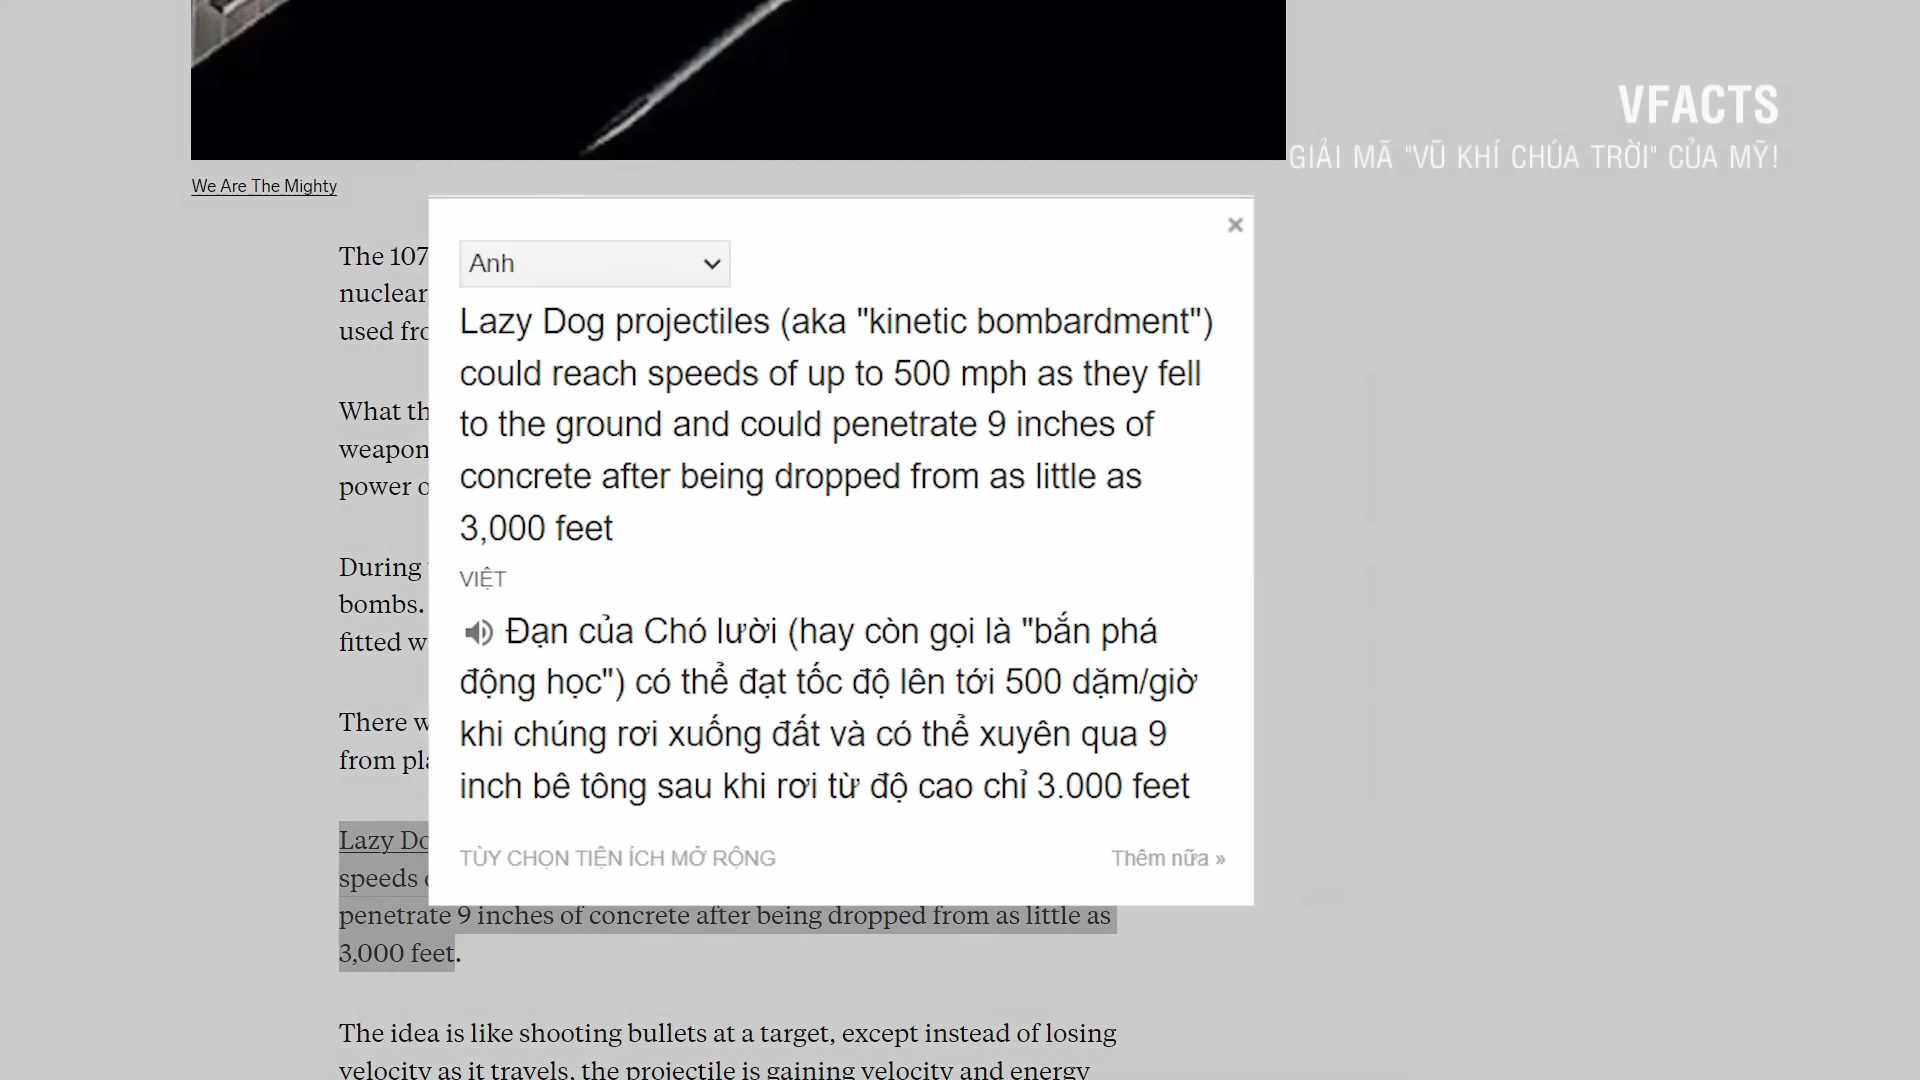 VFACTS
GIẢI MÃ "VŨ KHÍ CHÚA TRỜI" CỦA MỸ!
We Are The Mighty
The 107
nuclear
used fro
What th
weapon
power o
During
bombs.
fitted w
There w
from pla
Anh
Lazy Dog projectiles (aka "kinetic bombardment")
could reach speeds of up to 500 mph as they fell
to the ground and could penetrate 9 inches of
concrete after being dropped from as little as
3,000 feet
VIỆT
Đạn của Chó lười (hay còn gọi là "bắn phá
động học") có thể đạt tốc độ lên tới 500 dặm/giờ
khi chúng rơi xuống đất và có thể xuyên qua 9
inch bê tông sau khi rơi từ độ cao chỉ 3.000 feet
TÙY CHỌN TIỆN ÍCH MỞ RỘNG
Thêm nữa »
Lazy Do
speeds
penetrate 9 inches of concrete after being dropped from as little as
3,000 feet.
The idea is like shooting bullets at a target, except instead of losing
velocity as it travels, the projectile is gaining velocity and energy